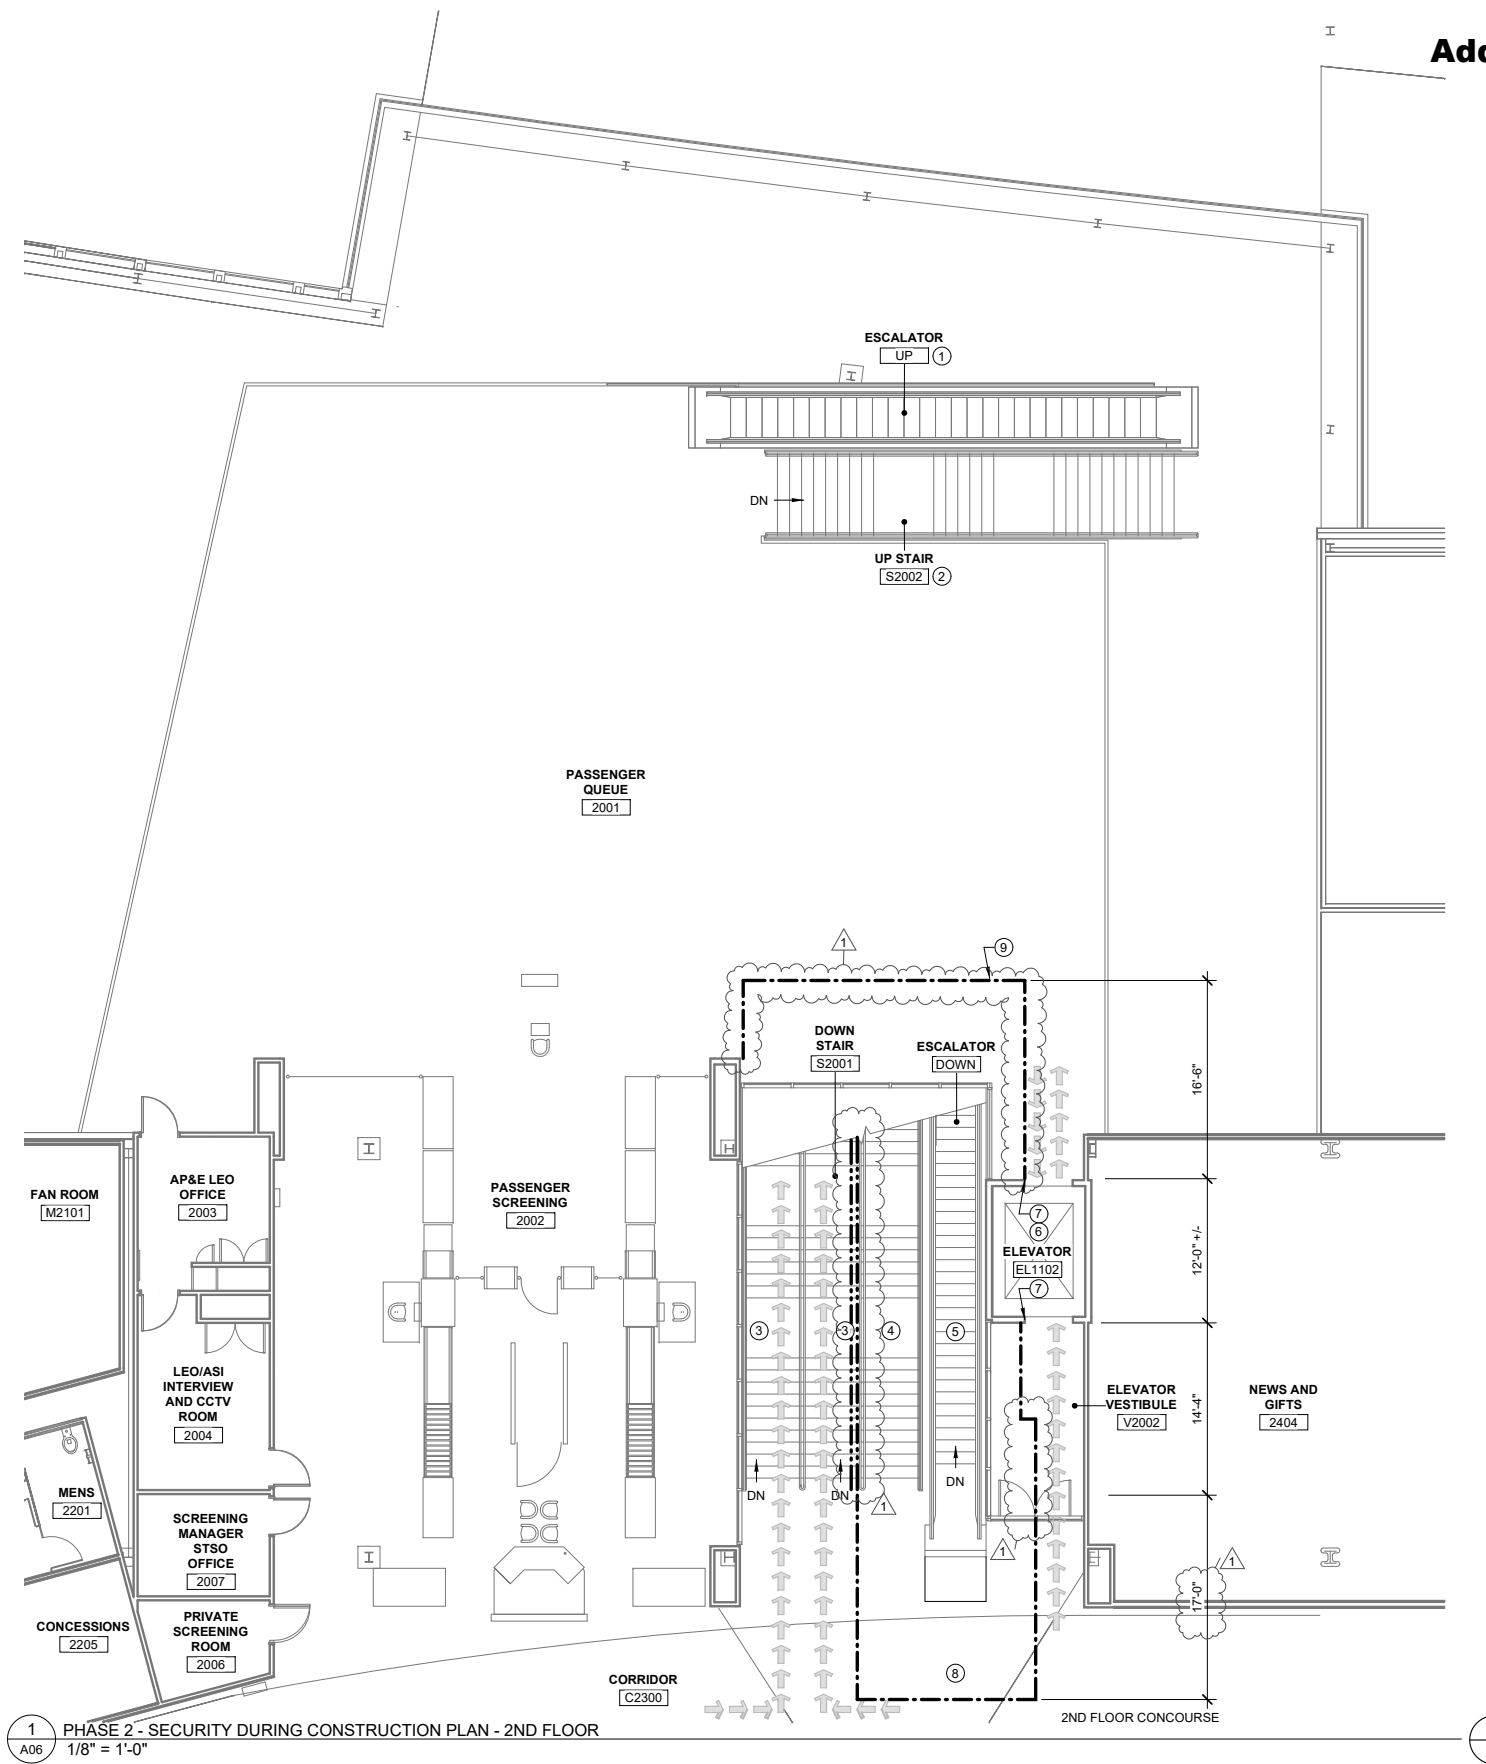 Add
ESCALATOR
UP 1
DN
UP STAIR
S2002 2
PASSENGER
QUEUE
2001
1
9
DOWN
STAIR
S2001
ESCALATOR
DOWN
16'-6"
FAN ROOM
M2101
AP&E LEO
OFFICE
2003
PASSENGER
SCREENING
2002
7
6
ELEVATOR
EL1102
7
12'-0" +/-
3
3
4
5
LEO/ASI
INTERVIEW
AND CCTV
ROOM
2004
ELEVATOR
VESTIBULE
V2002
14'-4"
NEWS AND
GIFTS
2404
MENS
2201
DN
DN
DN
1
1
1
SCREENING
MANAGER
STSO
OFFICE
2007
17'-0"
CONCESSIONS
2205
PRIVATE
SCREENING
ROOM
2006
CORRIDOR
C2300
8
2ND FLOOR CONCOURSE
1
A06
PHASE 2 - SECURITY DURING CONSTRUCTION PLAN - 2ND FLOOR
1/8" = 1'-0"